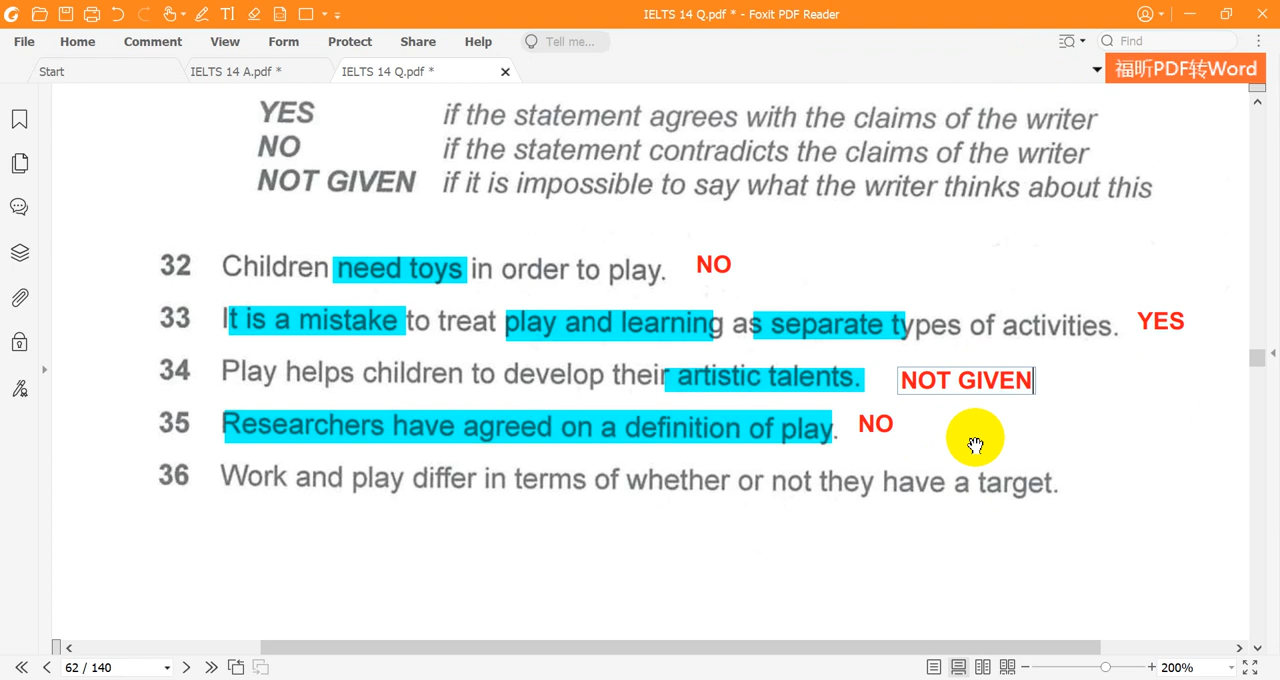 IELTS 14 Q.pdf * - Foxit PDF Reader
File Home Comment View Form Protect Share Help Tell me... Find
Start IELTS 14 A.pdf * IELTS 14 Q.pdf * 福昕PDF转Word
YES if the statement agrees with the claims of the writer
NO if the statement contradicts the claims of the writer
NOT GIVEN if it is impossible to say what the writer thinks about this
32 Children need toys in order to play. NO
33 It is a mistake to treat play and learning as separate types of activities. YES
34 Play helps children to develop their artistic talents. NOT GIVEN
35 Researchers have agreed on a definition of play. NO
36 Work and play differ in terms of whether or not they have a target.
62 / 140 200%